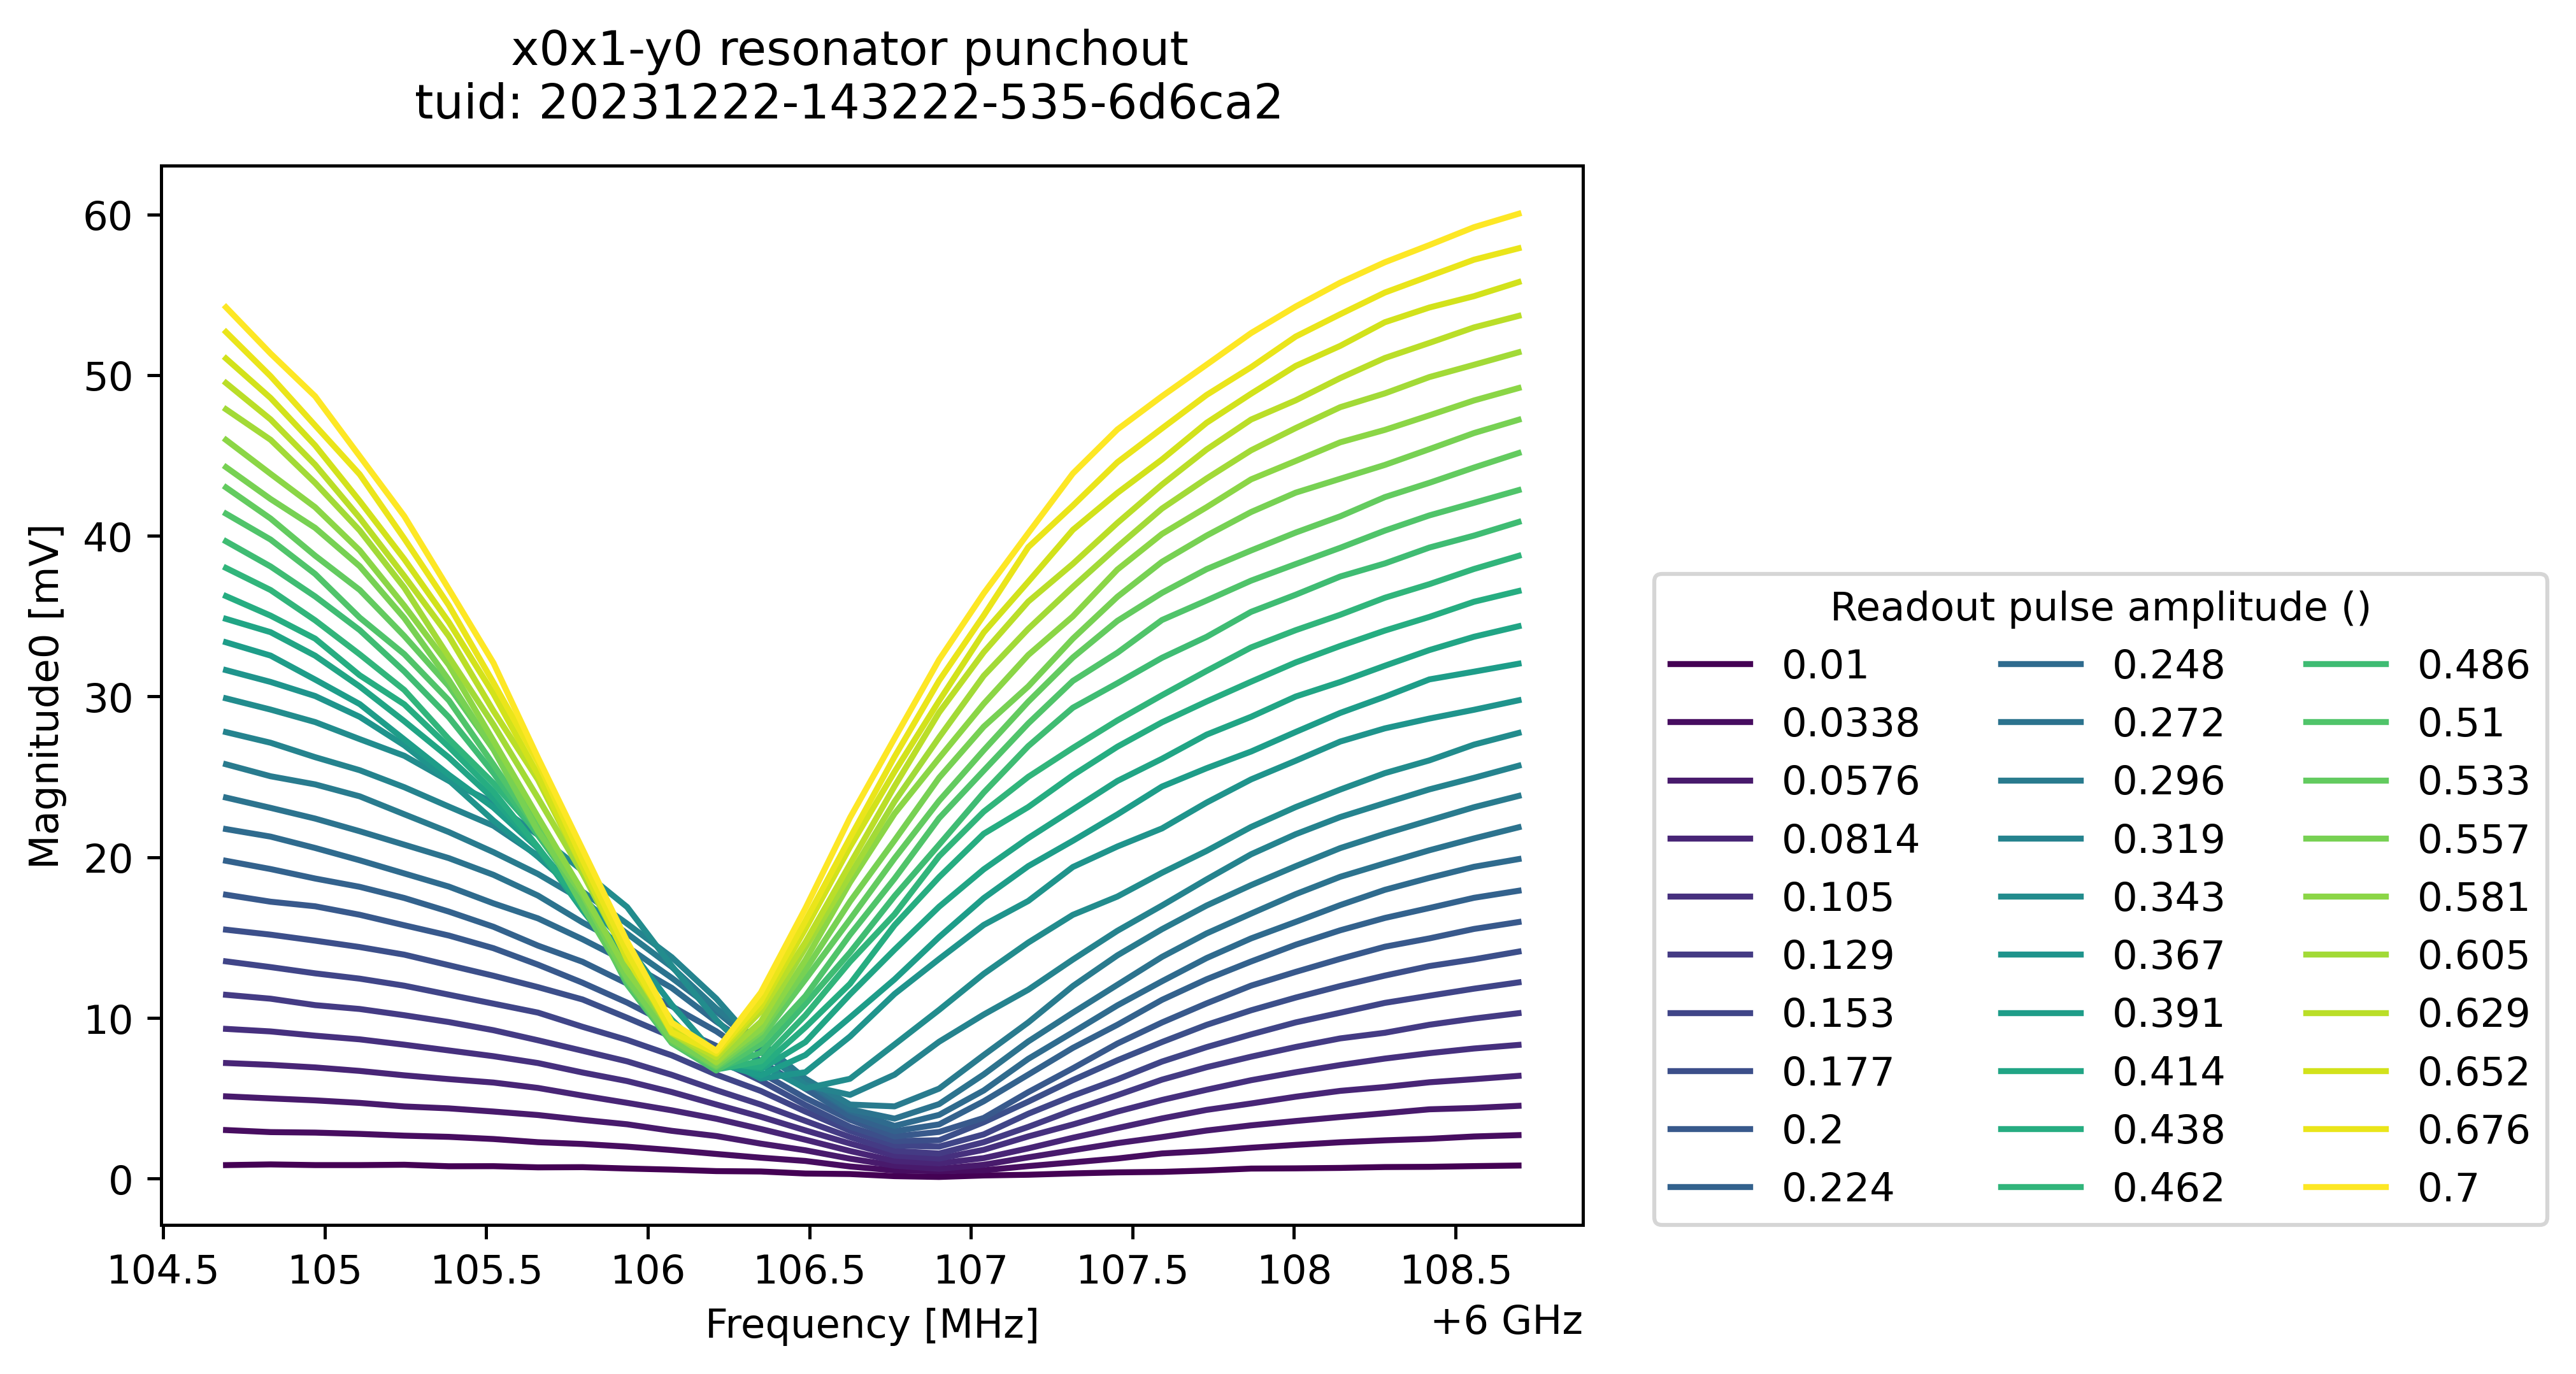 x0x1-y0 resonator punchout
tuid: 20231222-143222-535-6d6ca2
Magnitude0 [mV]
60
50
40
30
20
10
0
104.5 105 105.5 106 106.5 107 107.5 108 108.5
Frequency [MHz]
+6 GHz
Readout pulse amplitude ()
0.01 0.248 0.486
0.0338 0.272 0.51
0.0576 0.296 0.533
0.0814 0.319 0.557
0.105 0.343 0.581
0.129 0.367 0.605
0.153 0.391 0.629
0.177 0.414 0.652
0.2 0.438 0.676
0.224 0.462 0.7